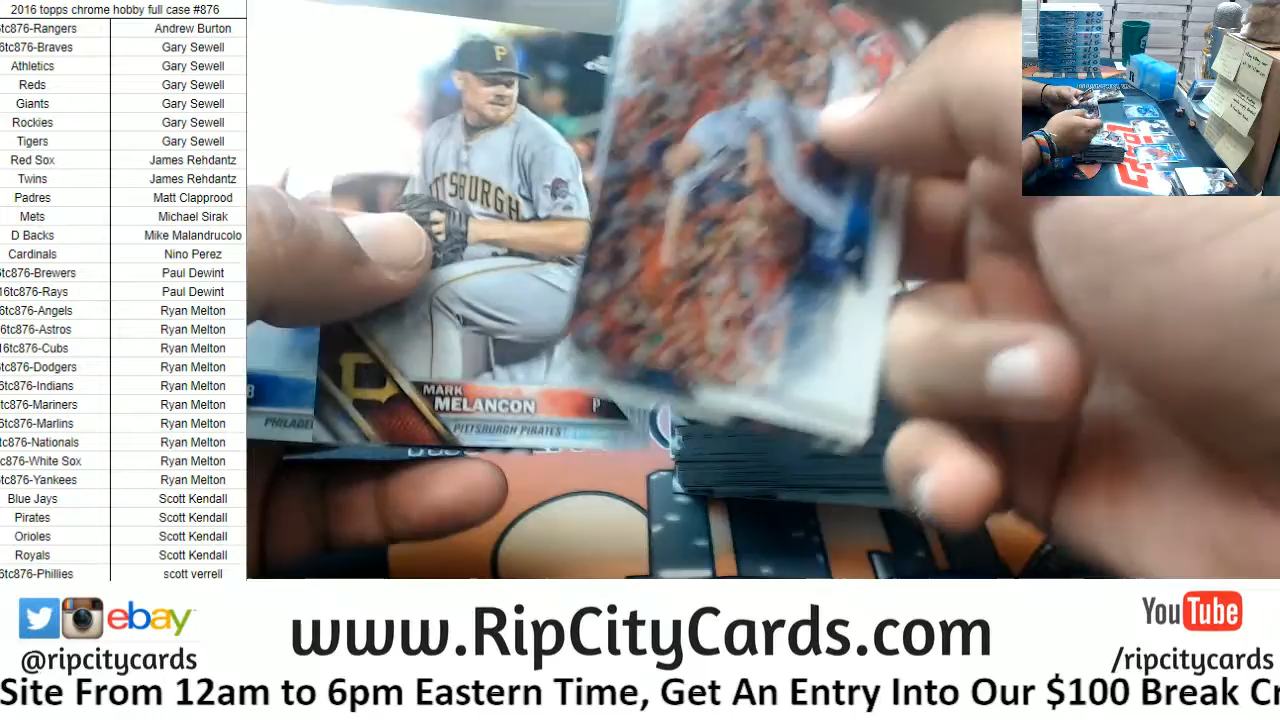 2016 topps chrome hobby full case #876
6tc876-Rangers Andrew Burton
6tc876-Braves Gary Sewell
Athletics Gary Sewell
Reds Gary Sewell
Giants Gary Sewell
Rockies Gary Sewell
Tigers Gary Sewell
Red Sox James Rehdantz
Twins James Rehdantz
Padres Matt Clapprood
Mets Michael Sirak
D Backs Mike Malandrucolo
Cardinals Nino Perez
6tc876-Brewers Paul Dewint
16tc876-Rays Paul Dewint
6tc876-Angels Ryan Melton
6tc876-Astros Ryan Melton
16tc876-Cubs Ryan Melton
tc876-Dodgers Ryan Melton
tc876-Indians Ryan Melton
c876-Mariners Ryan Melton
tc876-Marlins Ryan Melton
c876-Nationals Ryan Melton
c876-White Sox Ryan Melton
tc876-Yankees Ryan Melton
Blue Jays Scott Kendall
Pirates Scott Kendall
Orioles Scott Kendall
Royals Scott Kendall
6tc876-Phillies scott verrell
P
PITTSBURGH
MARK
MELANCON P
PITTSBURGH PIRATES
PHILADEL
ebay
@ripcitycards
www.RipCityCards.com
YouTube
/ripcitycards
Site From 12am to 6pm Eastern Time, Get An Entry Into Our $100 Break Cr